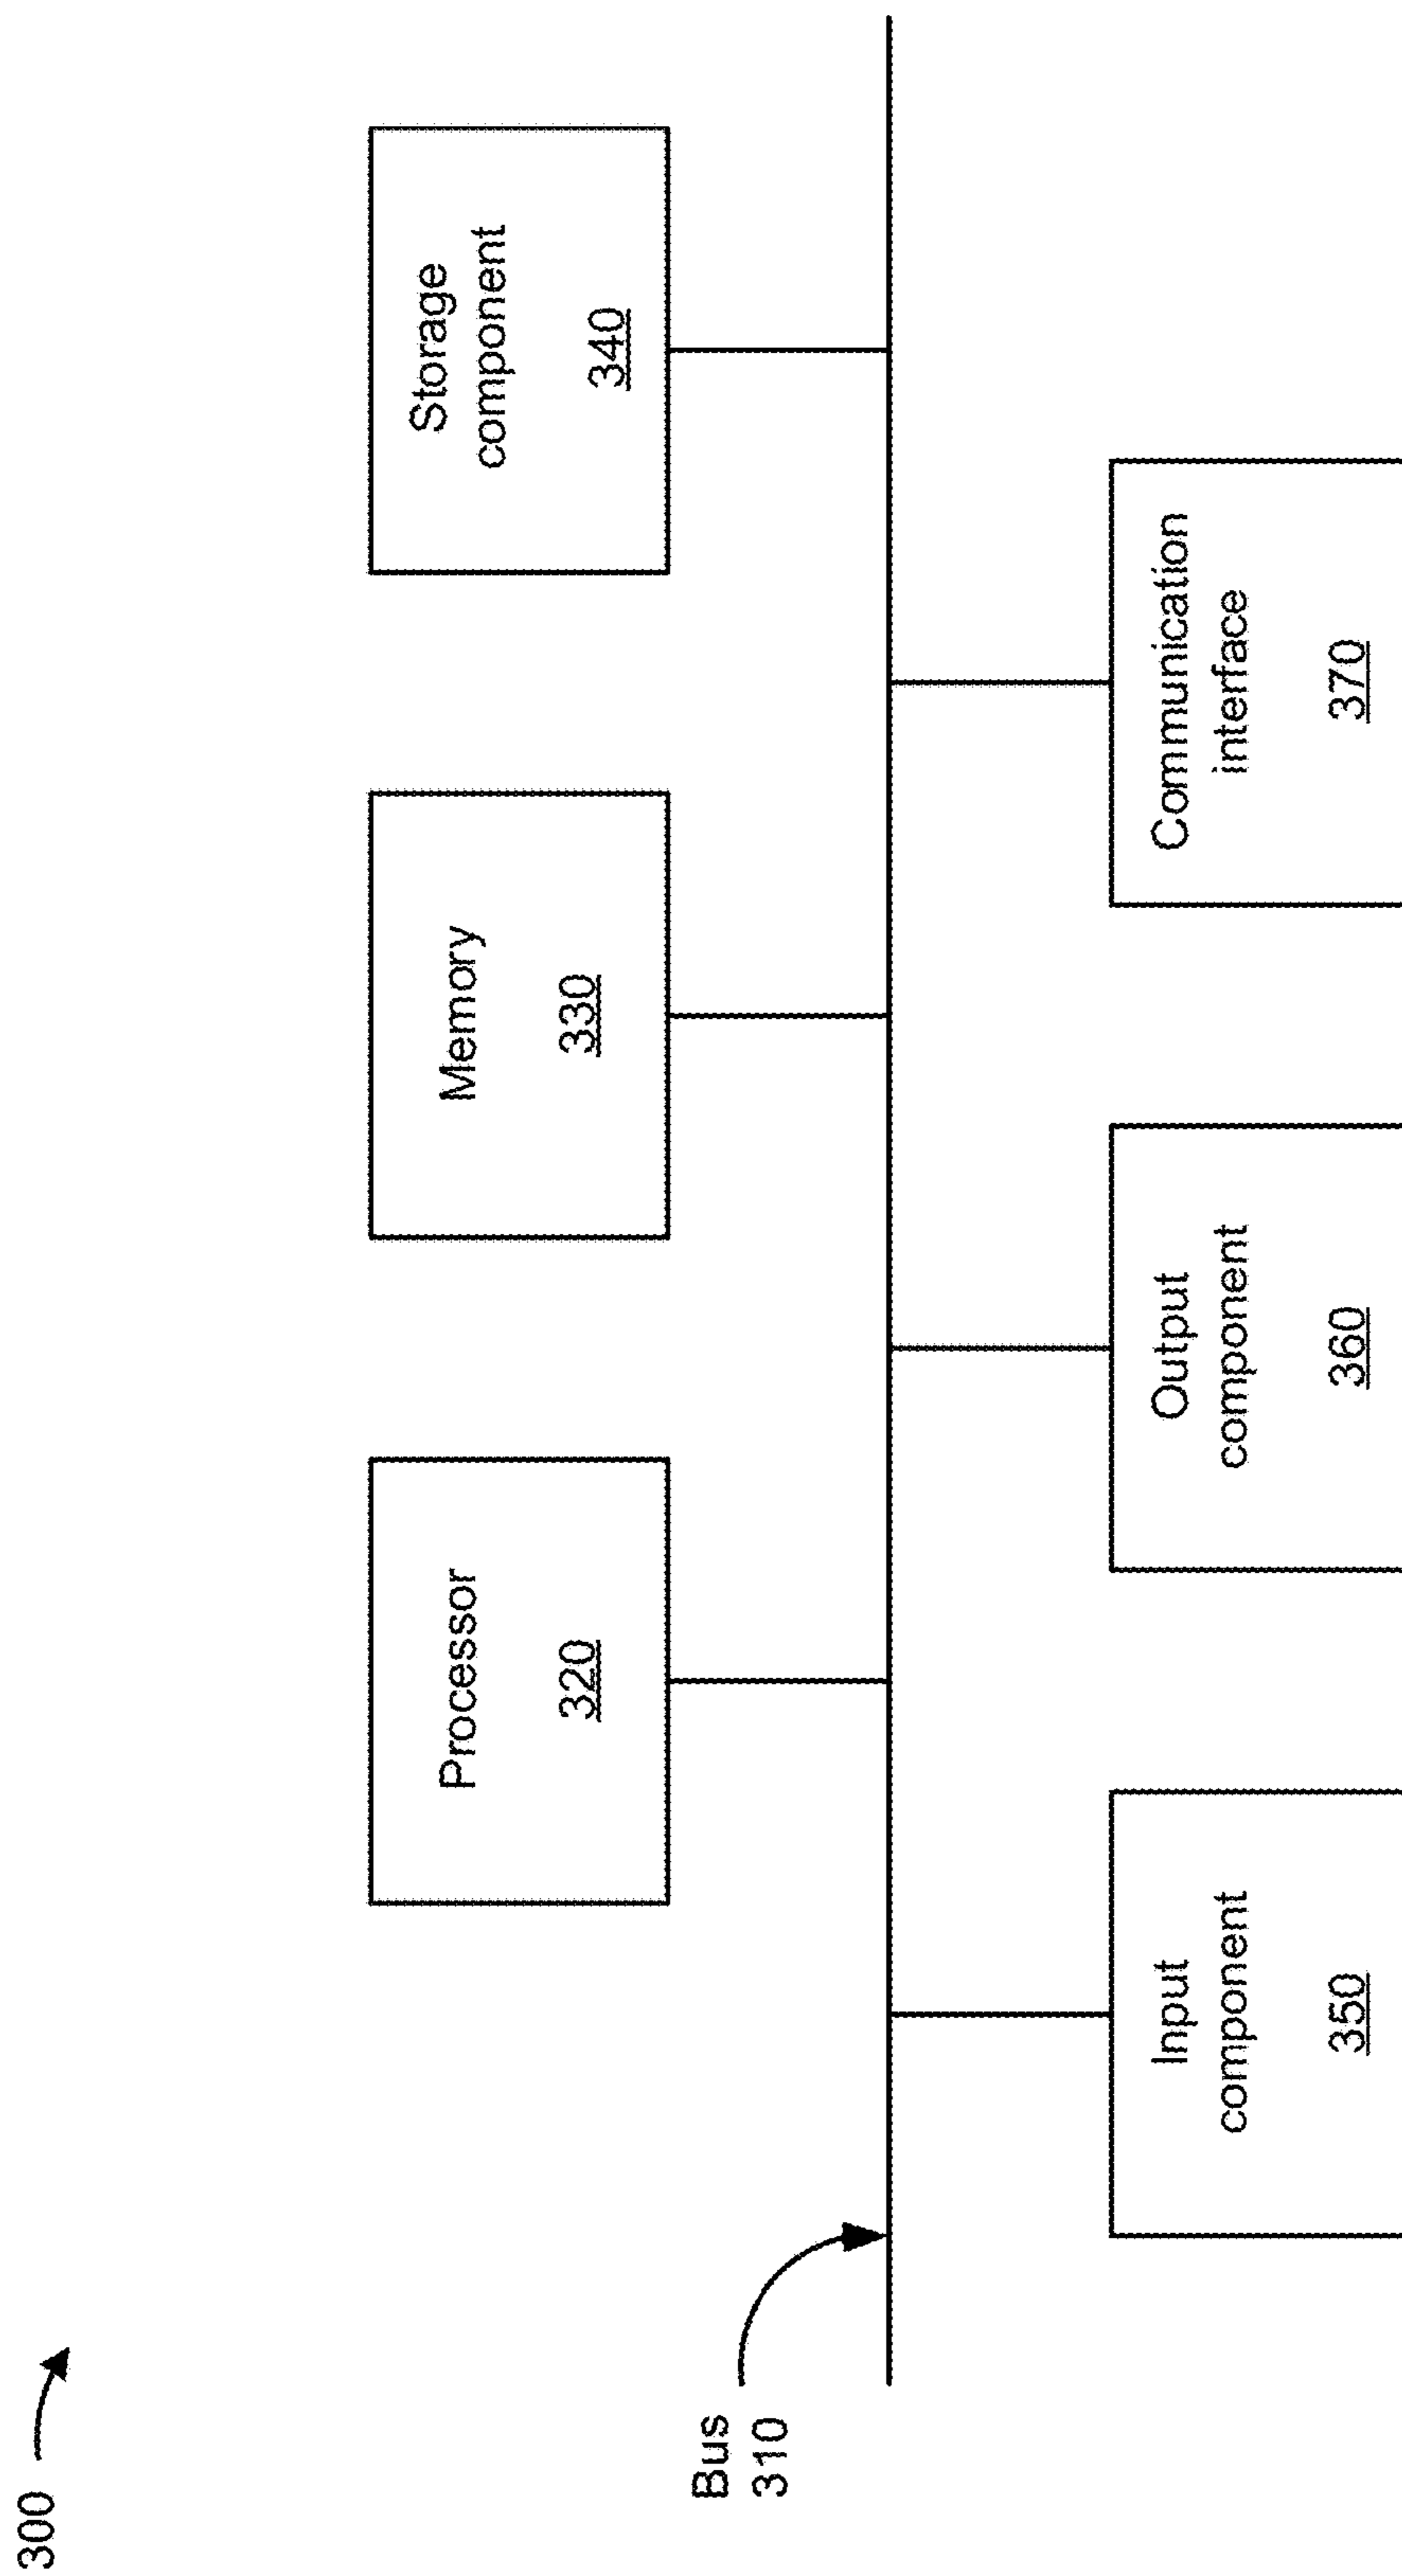 300
Processor
320
Memory
330
Storage
component
340
Bus
310
Input
component
350
Output
component
360
Communication
interface
370